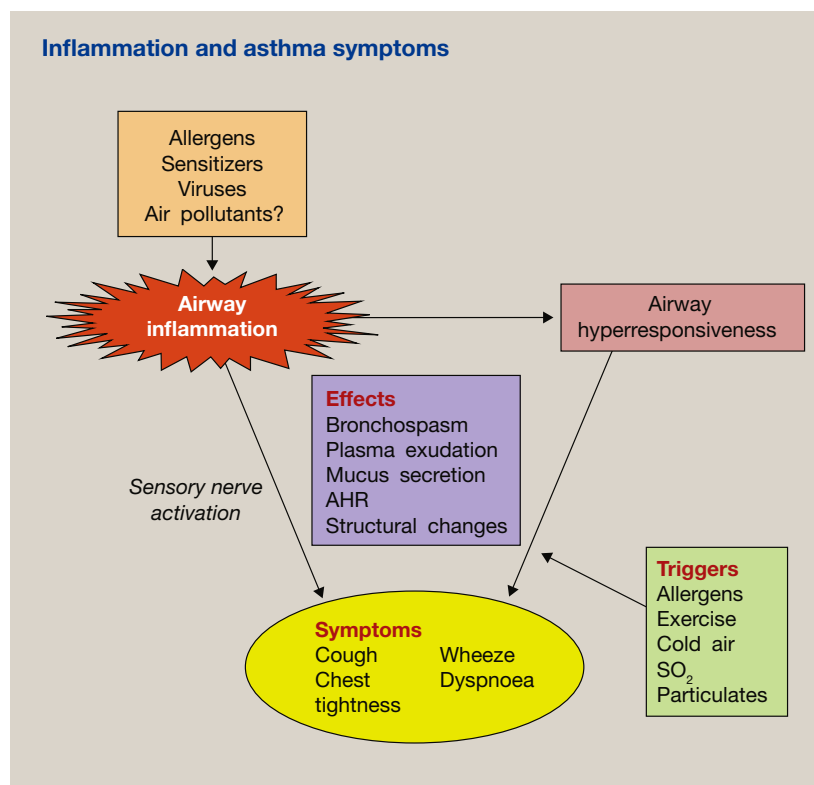 Inflammation and asthma symptoms
Allergens
Sensitizers
Viruses
Air pollutants?
Airway
inflammation
Airway
hyperresponsiveness
Effects
Bronchospasm
Plasma exudation
Mucus secretion
AHR
Structural changes
Sensory nerve
activation
Triggers
Allergens
Exercise
Cold air
SO₂
Particulates
Symptoms
Cough Wheeze
Chest Dyspnoea
tightness